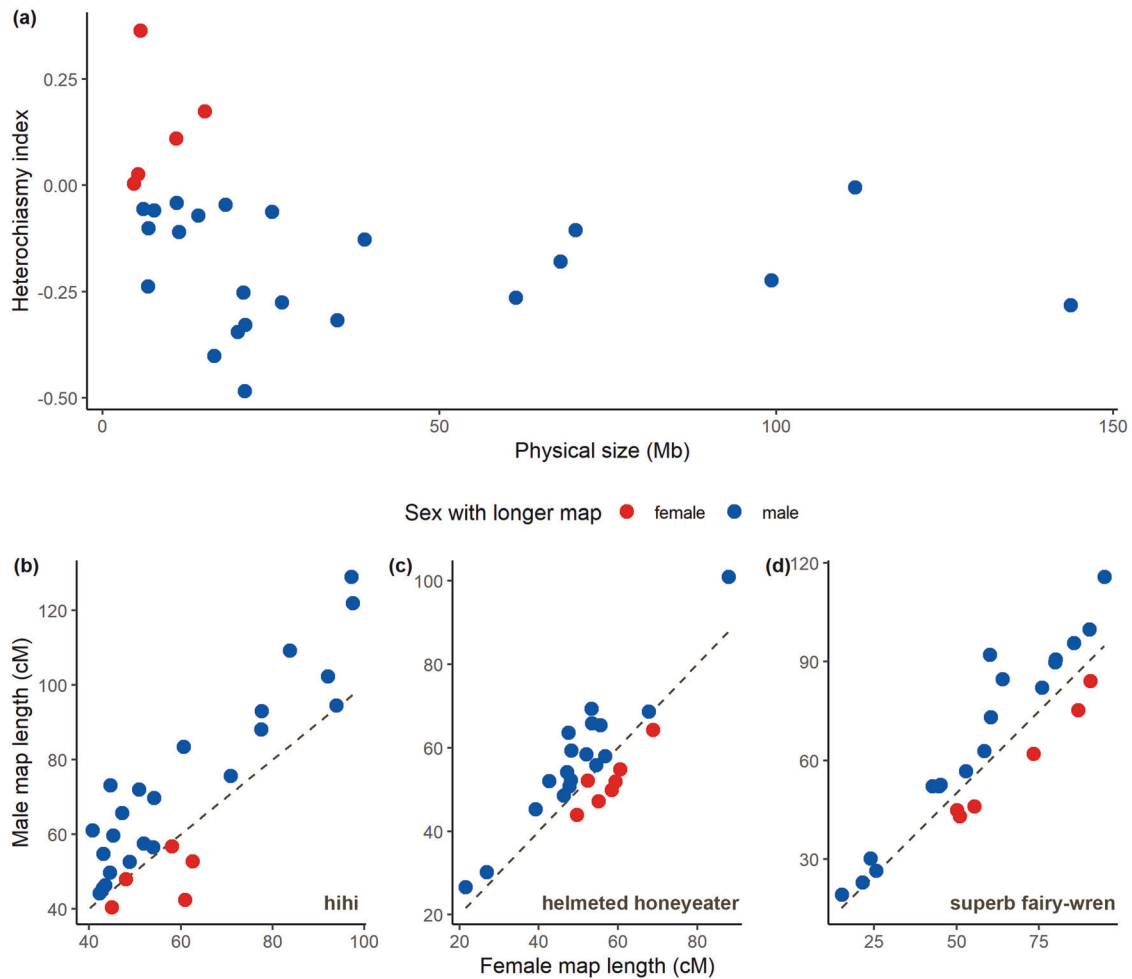 (a)
0.25
0.00
-0.25
-0.50
Heterochiasmy index
0 50 100 150
Physical size (Mb)
Sex with longer map female male
(b)
120
100
80
60
40
Male map length (cM)
hihi
40 60 80 100
(c)
100
80
60
40
20
helmeted honeyeater
20 40 60 80
(d)
120
90
60
30
superb fairy-wren
25 50 75
Female map length (cM)